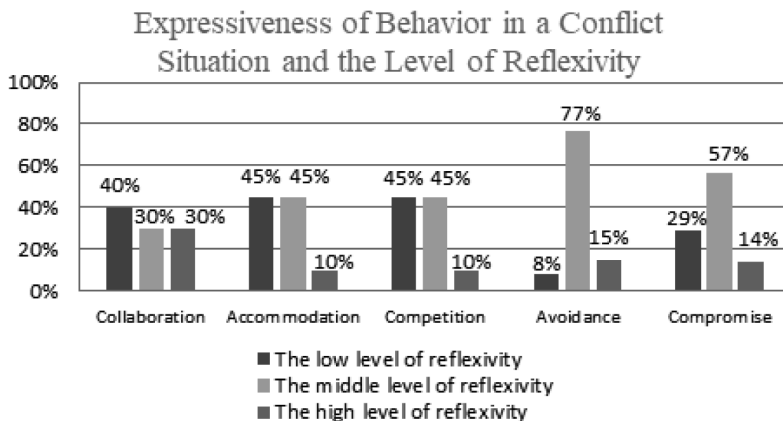 Expressiveness of Behavior in a Conflict
Situation and the Level of Reflexivity
100%
80%
60%
40%
20%
0%
40%
30%
30%
45%
45%
10%
45%
45%
10%
8%
77%
15%
29%
57%
14%
Collaboration
Accommodation
Competition
Avoidance
Compromise
The low level of reflexivity
The middle level of reflexivity
The high level of reflexivity